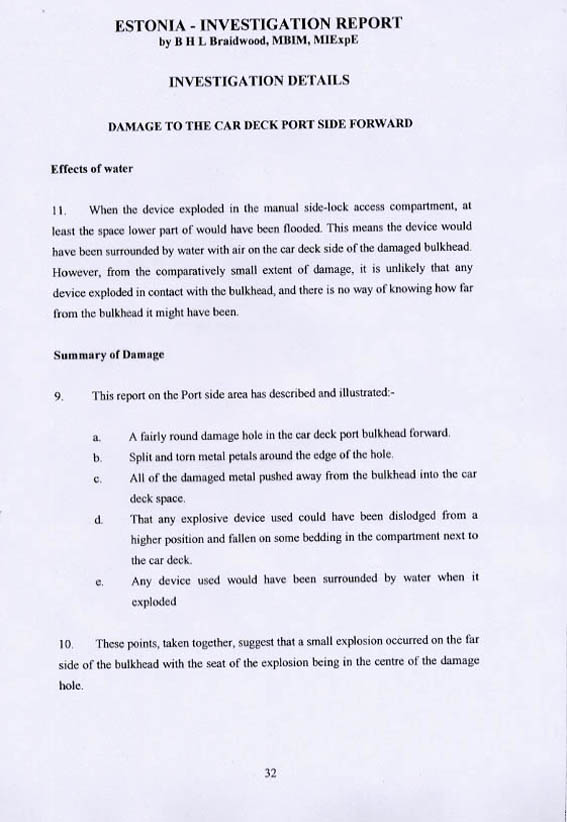 ESTONIA - INVESTIGATION REPORT
by B H L Braidwood, MBIM, MIExpE
INVESTIGATION DETAILS
DAMAGE TO THE CAR DECK PORT SIDE FORWARD
Effects of water
11. When the device exploded in the manual side-lock access compartment, at
least the space lower part of would have been flooded. This means the device would
have been surrounded by water with air on the car deck side of the damaged bulkhead.
However, from the comparatively small extent of damage, it is unlikely that any
device exploded in contact with the bulkhead, and there is no way of knowing how far
from the bulkhead it might have been.
Summary of Damage
9. This report on the Port side area has described and illustrated:-
a. A fairly round damage hole in the car deck port bulkhead forward.
b. Split and torn metal petals around the edge of the hole.
c. All of the damaged metal pushed away from the bulkhead into the car
deck space.
d. That any explosive device used could have been dislodged from a
higher position and fallen on some bedding in the compartment next to
the car deck.
e. Any device used would have been surrounded by water when it
exploded
10. These points, taken together, suggest that a small explosion occurred on the far
side of the bulkhead with the seat of the explosion being in the centre of the damage
hole.
32